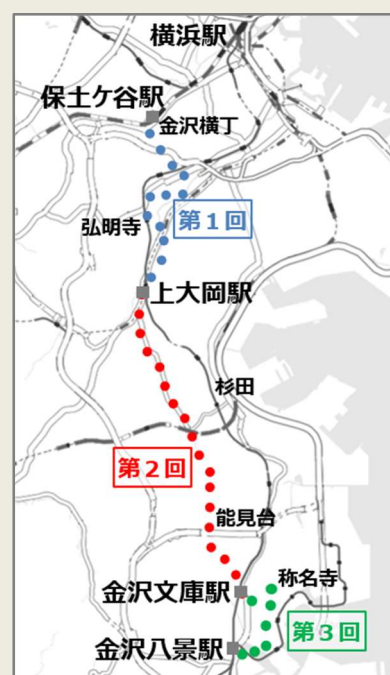 横浜駅
保土ケ谷駅
金沢横丁
弘明寺
第１回
上大岡駅
杉田
第２回
能見台
称名寺
金沢文庫駅
第３回
金沢八景駅